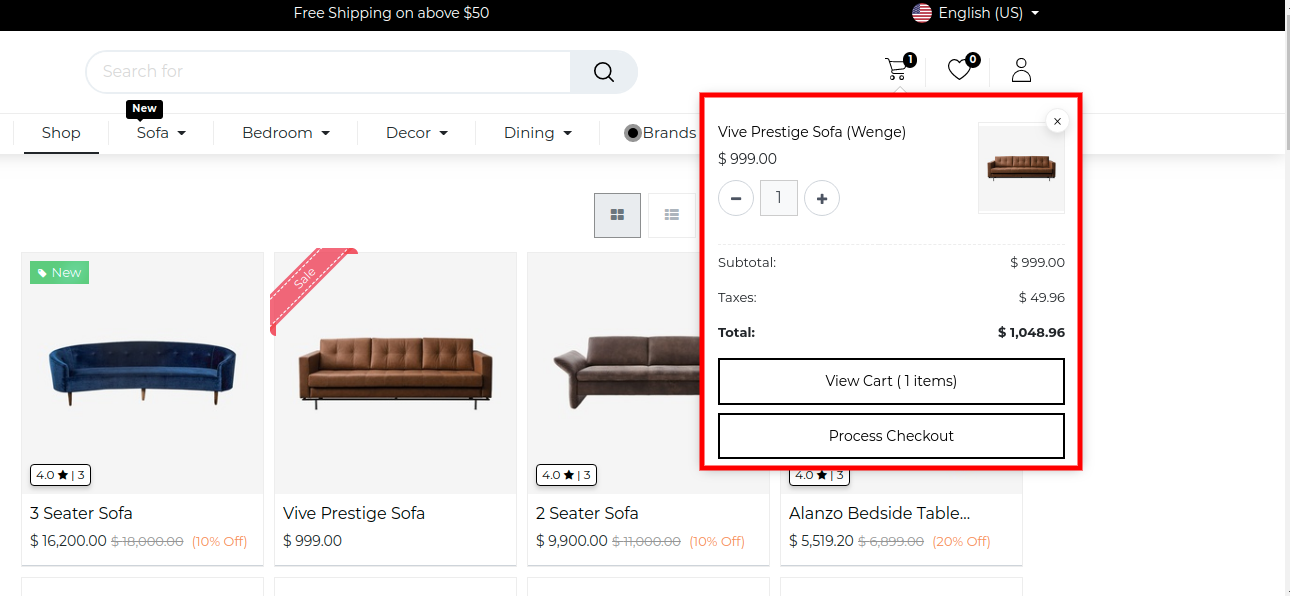 Free Shipping on above $50
English (US)
Search for
1
0
New
Shop
Sofa
Bedroom
Decor
Dining
Brands
Vive Prestige Sofa (Wenge)
$ 999.00
1
Subtotal: $ 999.00
Taxes: $ 49.96
Total: $ 1,048.96
View Cart ( 1 items)
Process Checkout
New
4.0 ★ | 3
3 Seater Sofa
$ 16,200.00 $ 18,000.00 (10% Off)
Sale
Vive Prestige Sofa
$ 999.00
4.0 ★ | 3
2 Seater Sofa
$ 9,900.00 $ 11,000.00 (10% Off)
4.0 ★ | 3
Alanzo Bedside Table...
$ 5,519.20 $ 6,899.00 (20% Off)